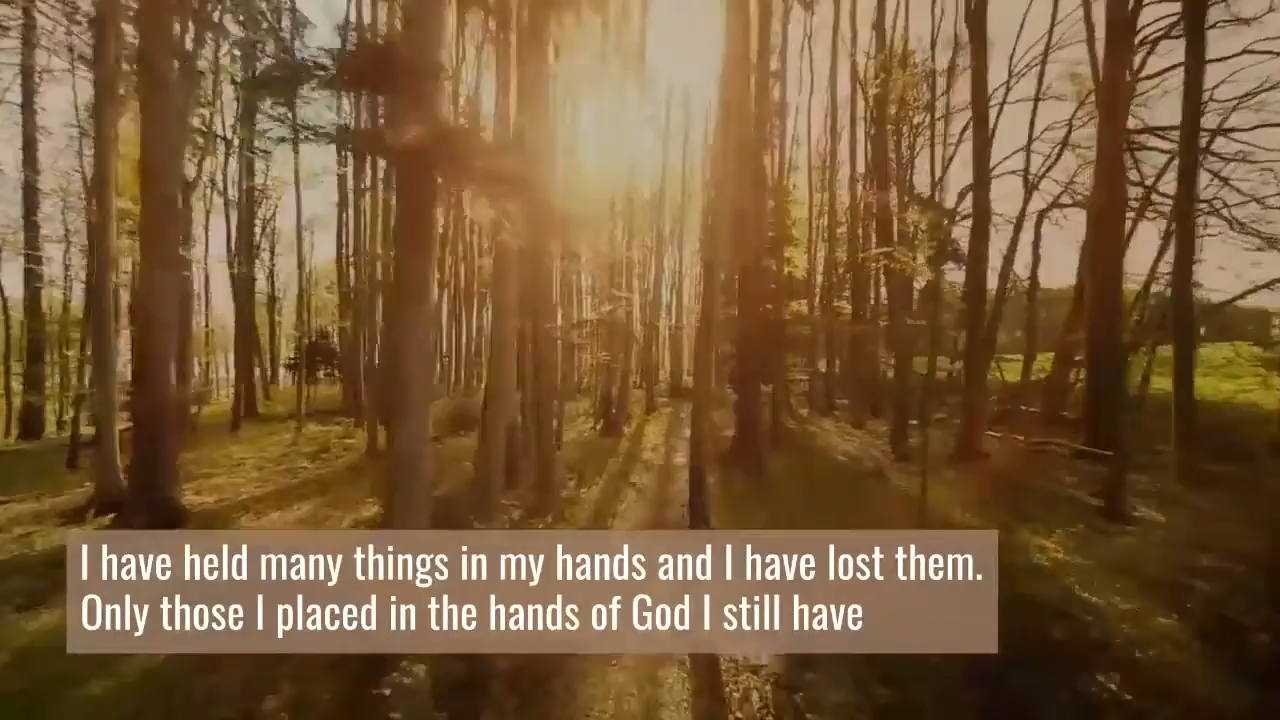 I have held many things in my hands and I have lost them.
Only those I placed in the hands of God I still have